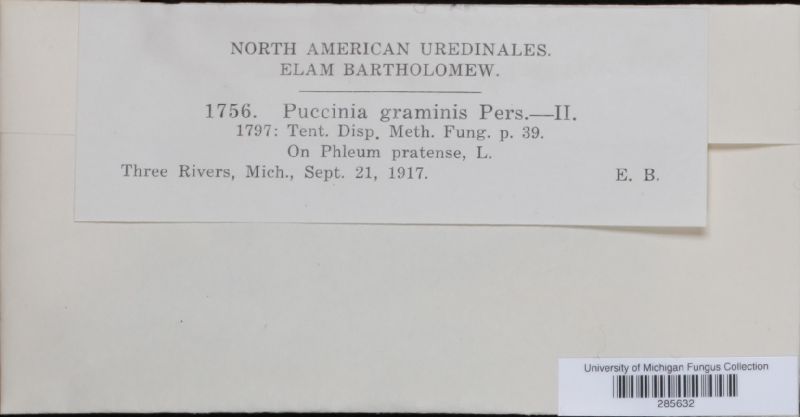 NORTH AMERICAN UREDINALES.
ELAM BARTHOLOMEW.
1756. Puccinia graminis Pers.—II.
1797: Tent. Disp. Meth. Fung. p. 39.
On Phleum pratense, L.
Three Rivers, Mich., Sept. 21, 1917. E. B.
University of Michigan Fungus Collection
285632